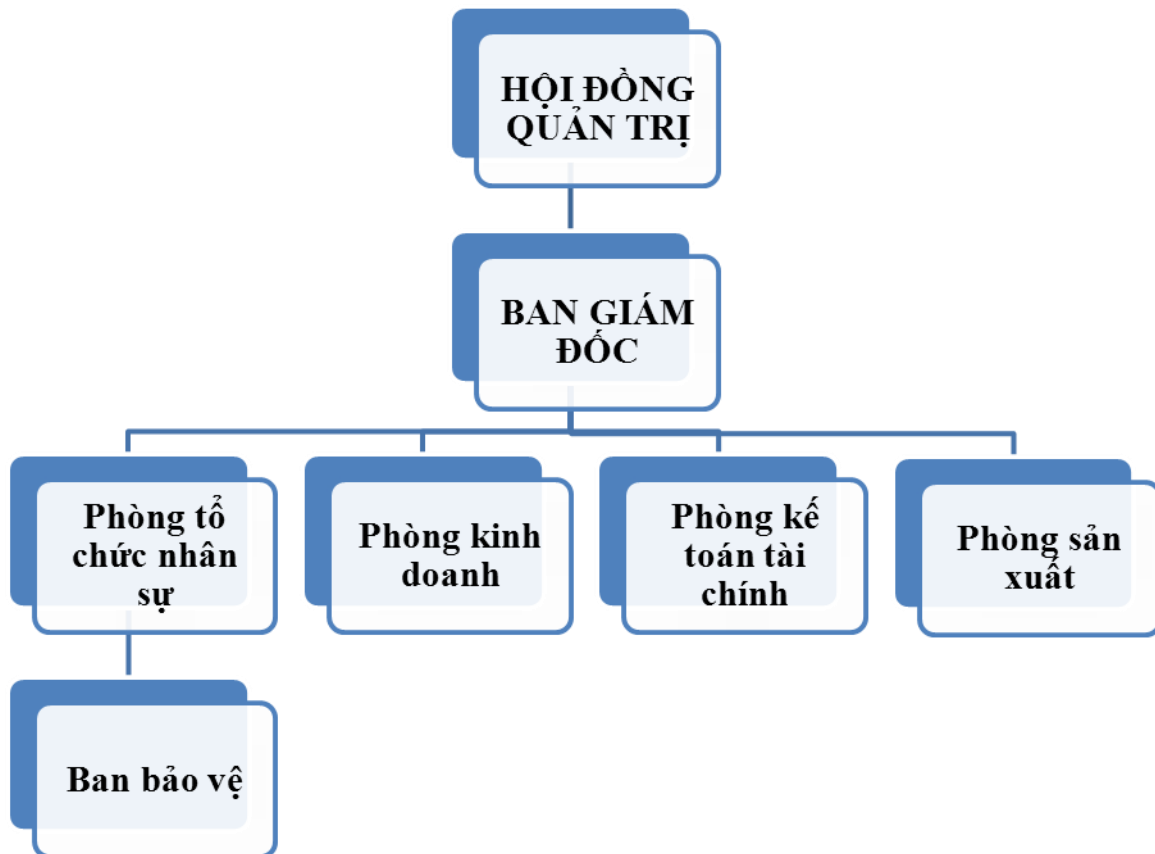 HỘI ĐỒNG
QUẢN TRỊ
BAN GIÁM
ĐỐC
Phòng tổ
chức nhân
sự
Phòng kinh
doanh
Phòng kế
toán tài
chính
Phòng sản
xuất
Ban bảo vệ